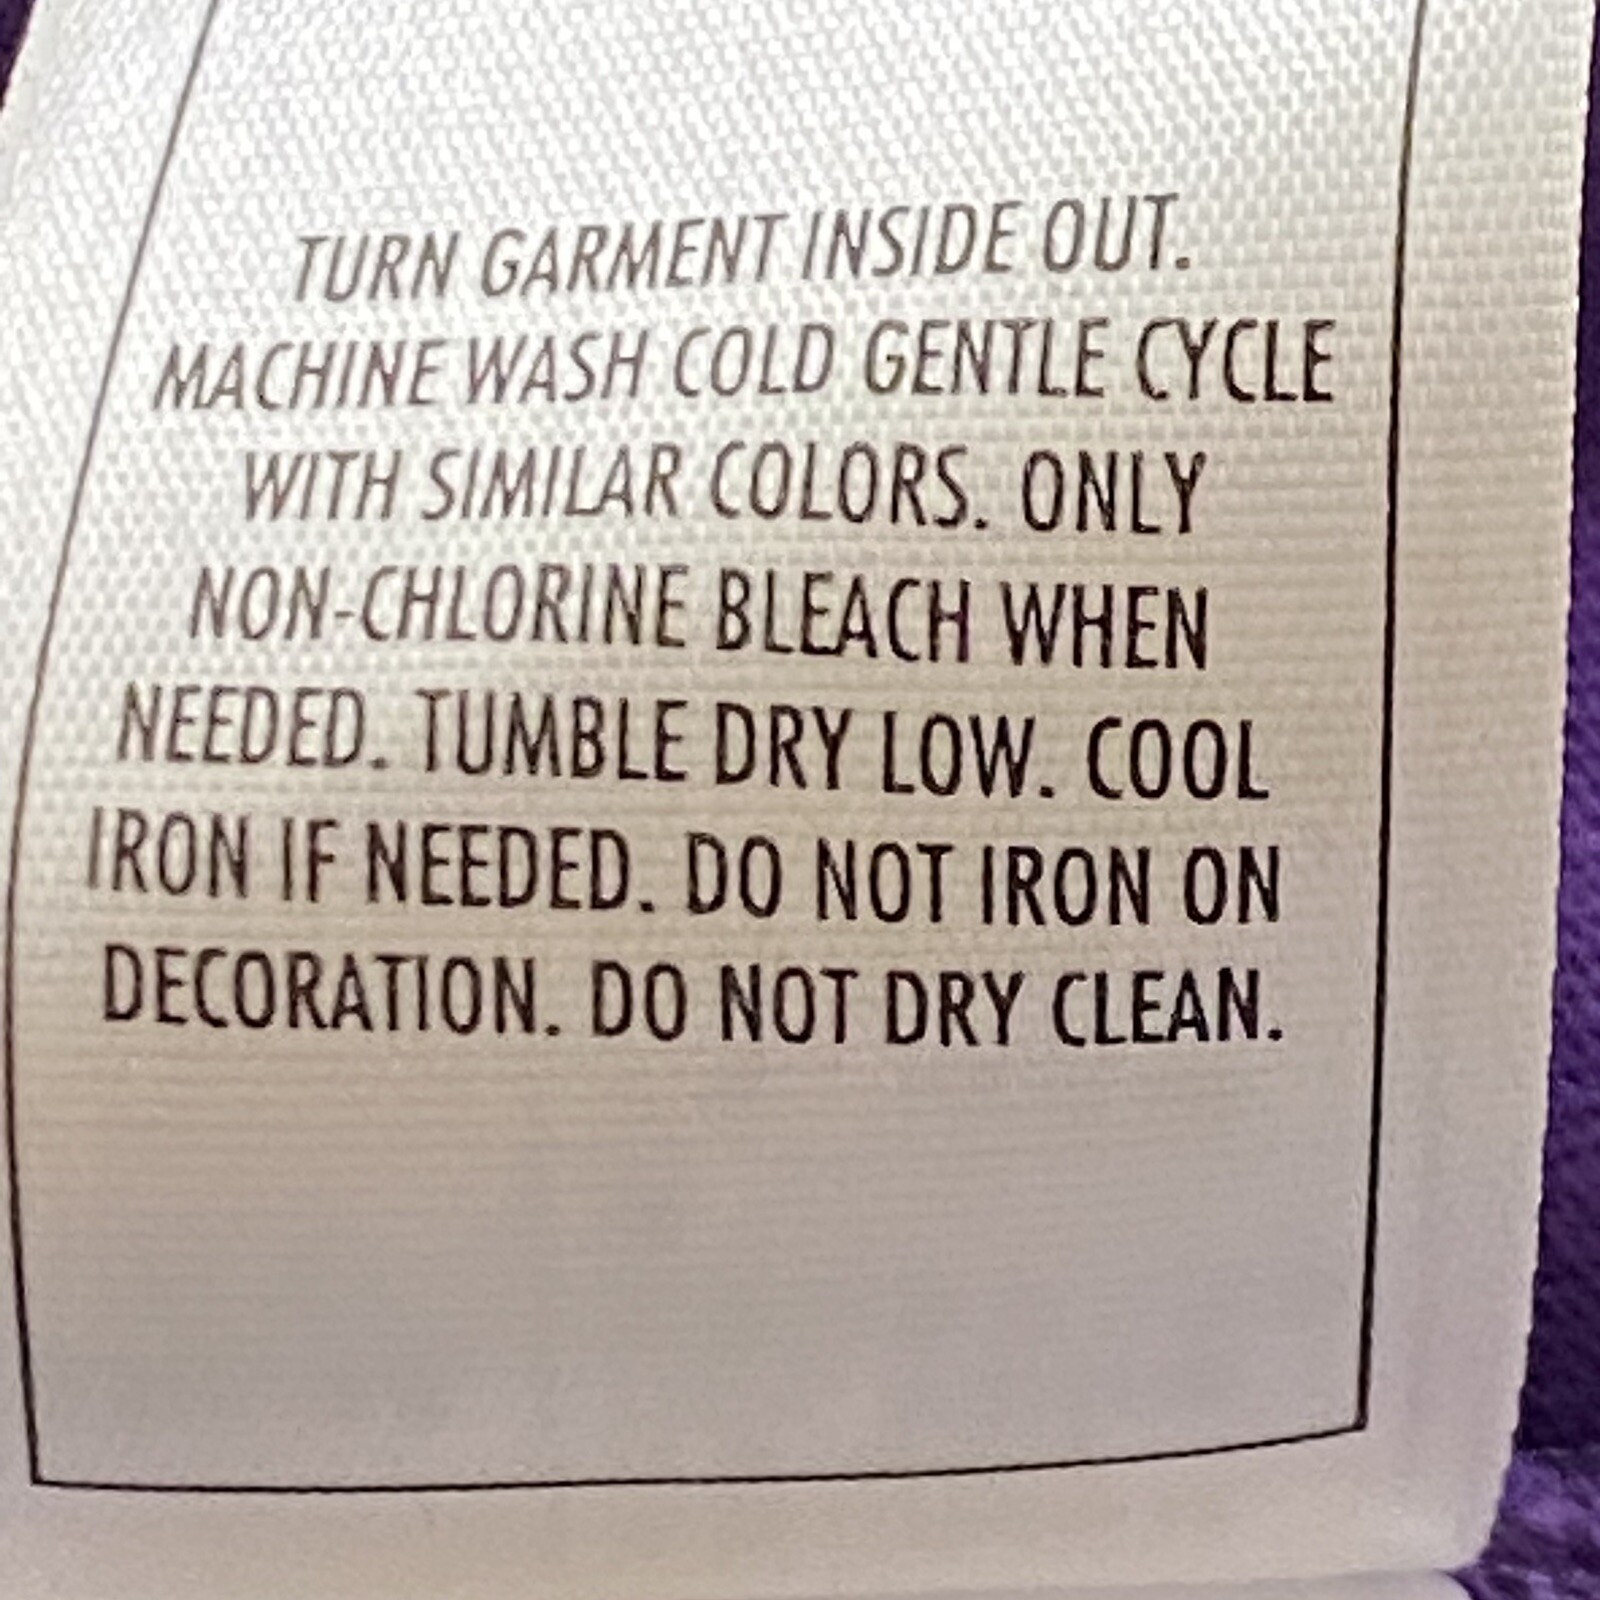 TURN GARMENT INSIDE OUT.
MACHINE WASH COLD GENTLE CYCLE
WITH SIMILAR COLORS. ONLY
NON-CHLORINE BLEACH WHEN
NEEDED. TUMBLE DRY LOW. COOL
IRON IF NEEDED. DO NOT IRON ON
DECORATION. DO NOT DRY CLEAN.